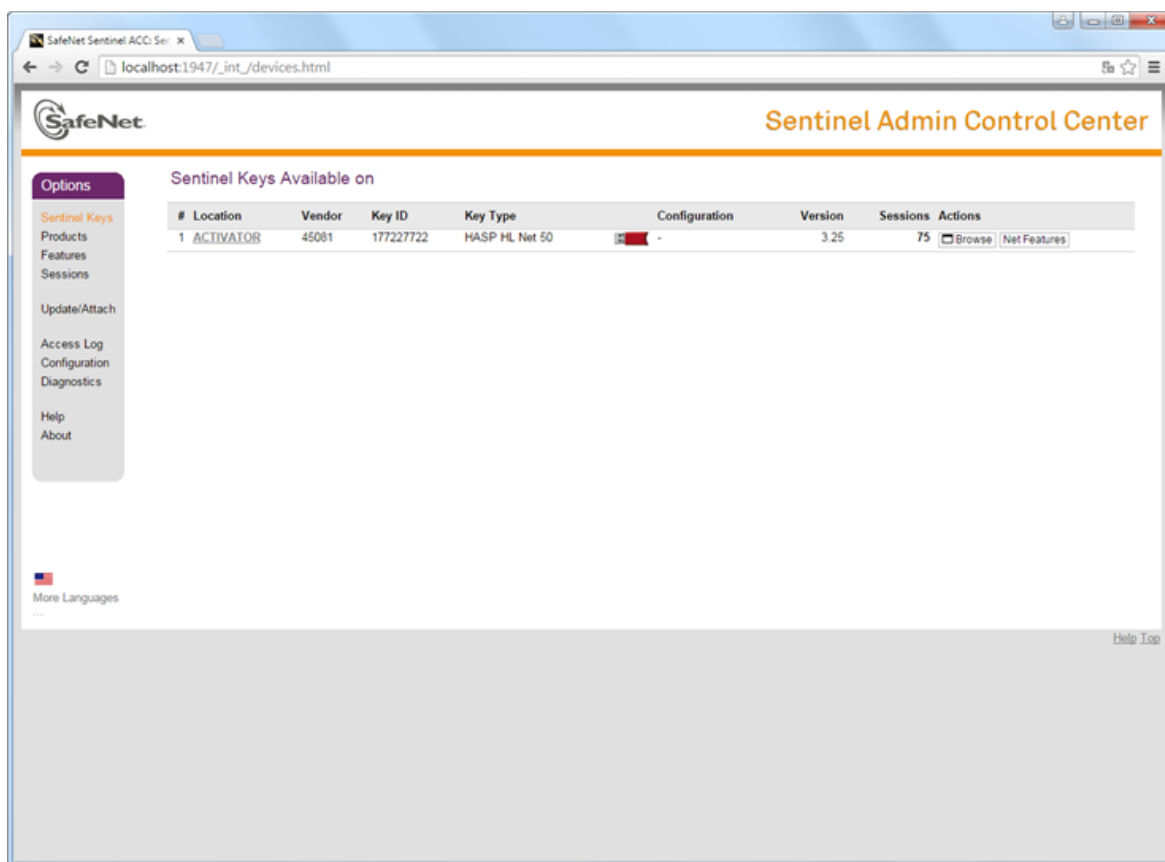 SafeNet Sentinel ACC: Ser
localhost:1947/_int_/devices.html
SafeNet.
Sentinel Admin Control Center
Options
Sentinel Keys
Products
Features
Sessions
Update/Attach
Access Log
Configuration
Diagnostics
Help
About
More Languages
...
Sentinel Keys Available on
# Location Vendor Key ID Key Type Configuration Version Sessions Actions
1 ACTIVATOR 45081 177227722 HASP HL Net 50 - 3.25 75 Browse Net Features
Help Top